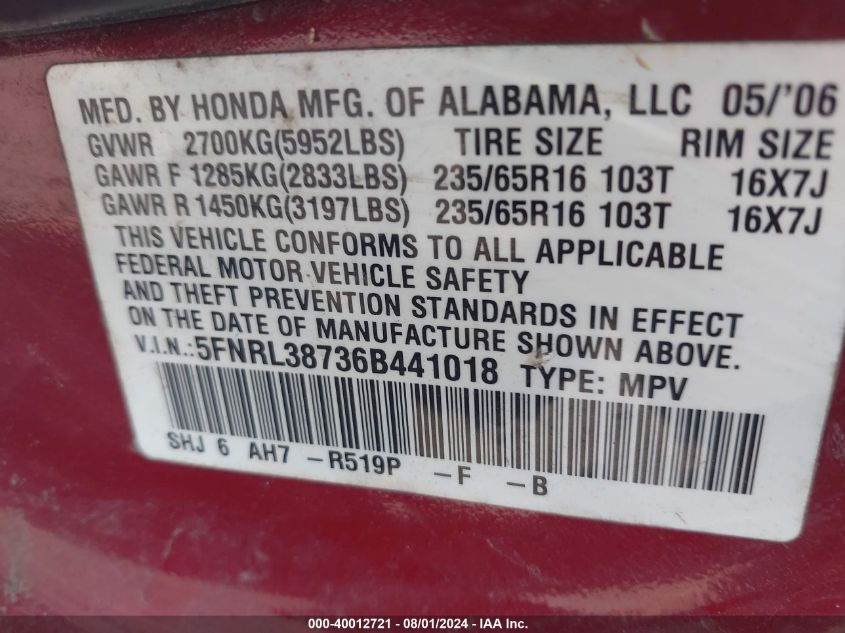 MFD. BY HONDA MFG. OF ALABAMA, LLC 05/'06
GVWR 2700KG(5952LBS) TIRE SIZE RIM SIZE
GAWR F 1285KG(2833LBS) 235/65R16 103T 16X7J
GAWR R 1450KG(3197LBS) 235/65R16 103T 16X7J
THIS VEHICLE CONFORMS TO ALL APPLICABLE
FEDERAL MOTOR VEHICLE SAFETY
AND THEFT PREVENTION STANDARDS IN EFFECT
ON THE DATE OF MANUFACTURE SHOWN ABOVE.
V.I.N.:5FNRL38736B441018 TYPE: MPV
SHJ 6 AH7 -R519P -F -B
000-40012721 - 08/01/2024 - IAA Inc.